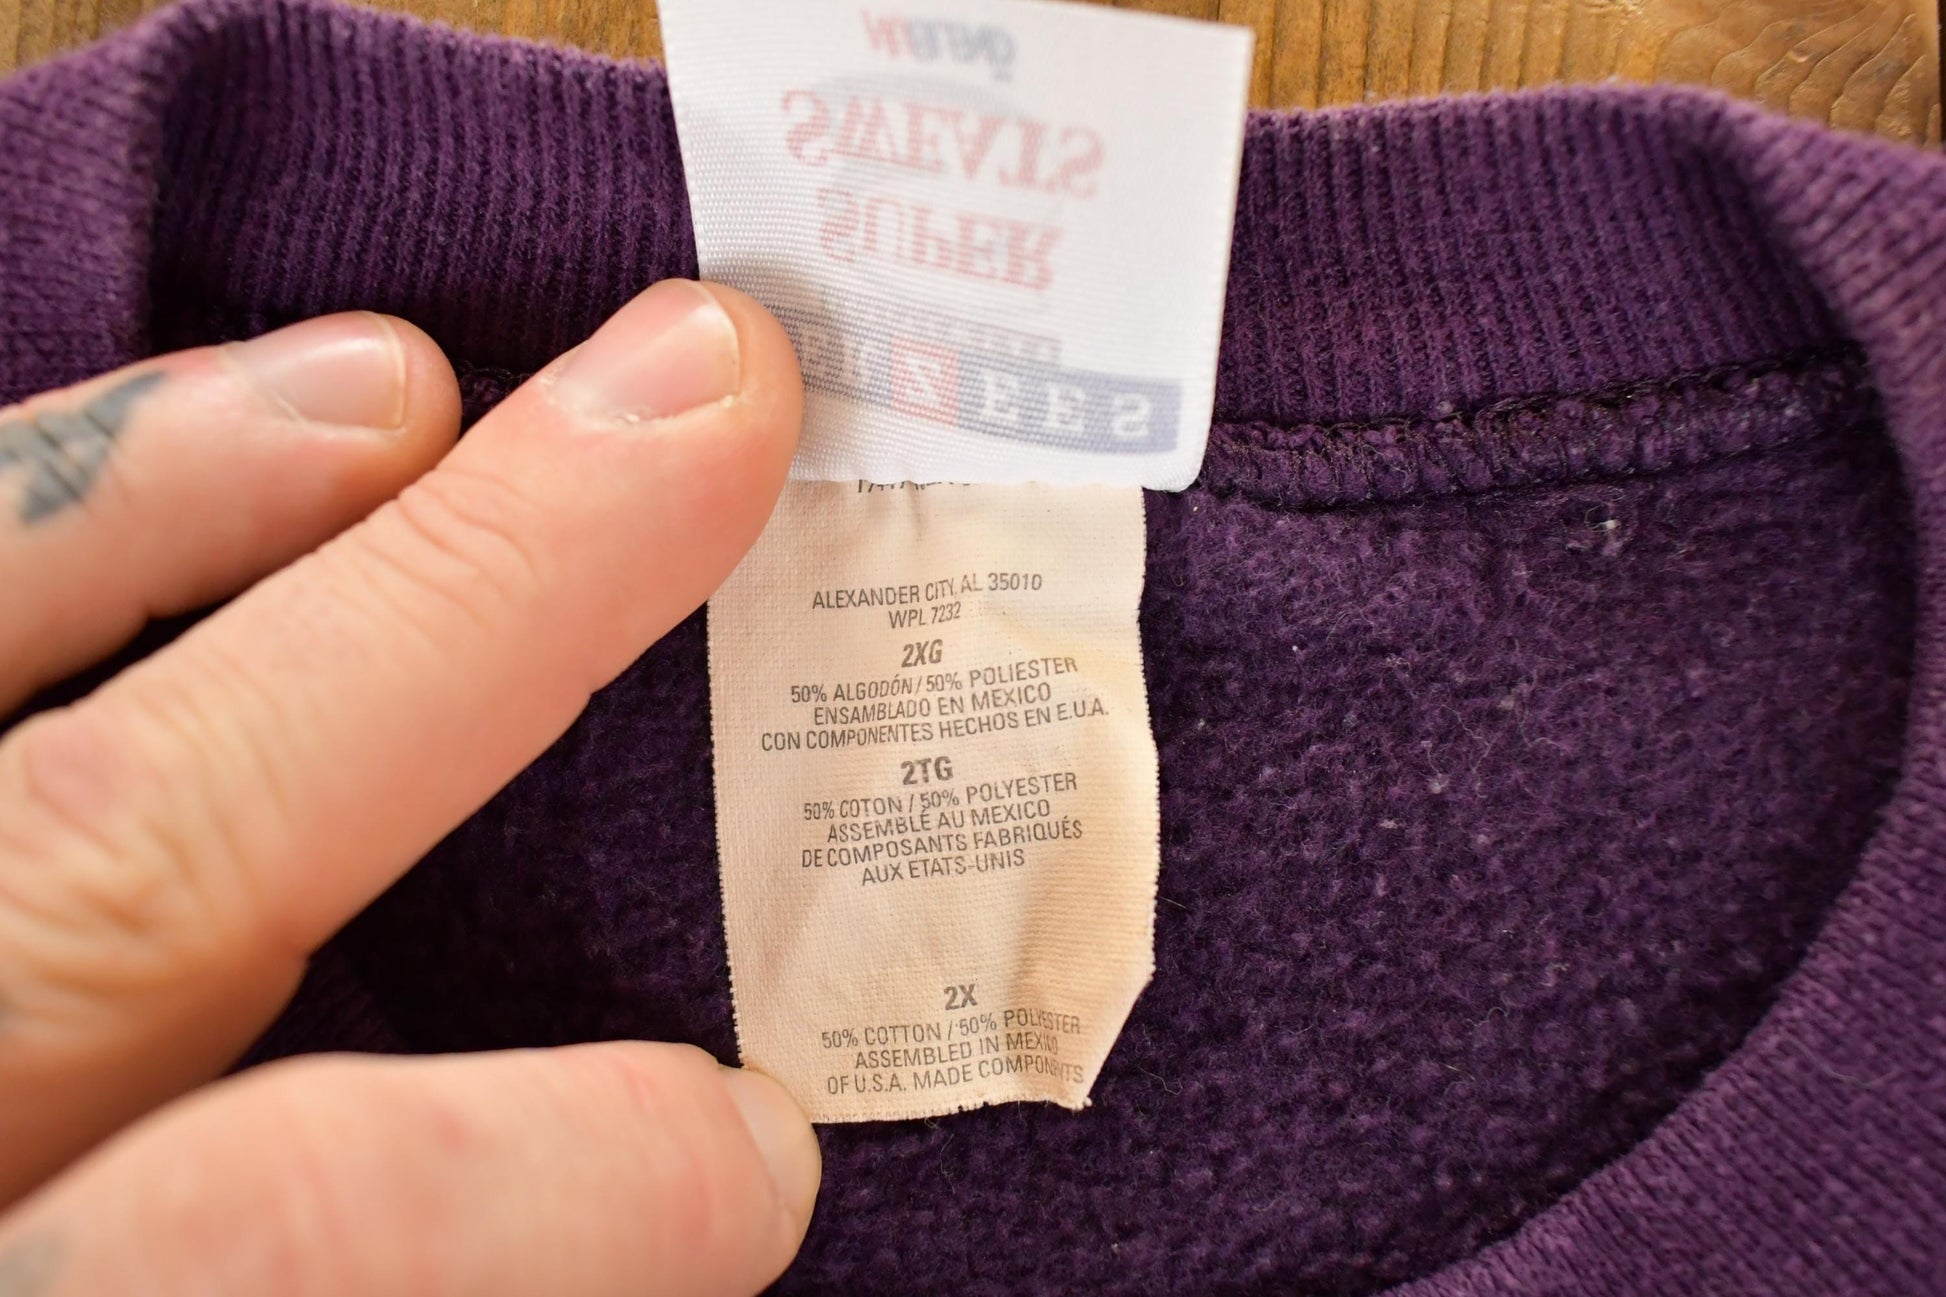 SUPER
SWEATS
ALEXANDER CITY, AL 35010
WPL 7232
2XG
50% ALGODÓN / 50% POLIESTER
ENSAMBLADO EN MEXICO
CON COMPONENTES HECHOS EN E.U.A.
2TG
50% COTON / 50% POLYESTER
ASSEMBLÉ AU MEXICO
DE COMPOSANTS FABRIQUÉS
AUX ETATS-UNIS
2X
50% COTTON / 50% POLYESTER
ASSEMBLED IN MEXICO
OF U.S.A. MADE COMPONENTS